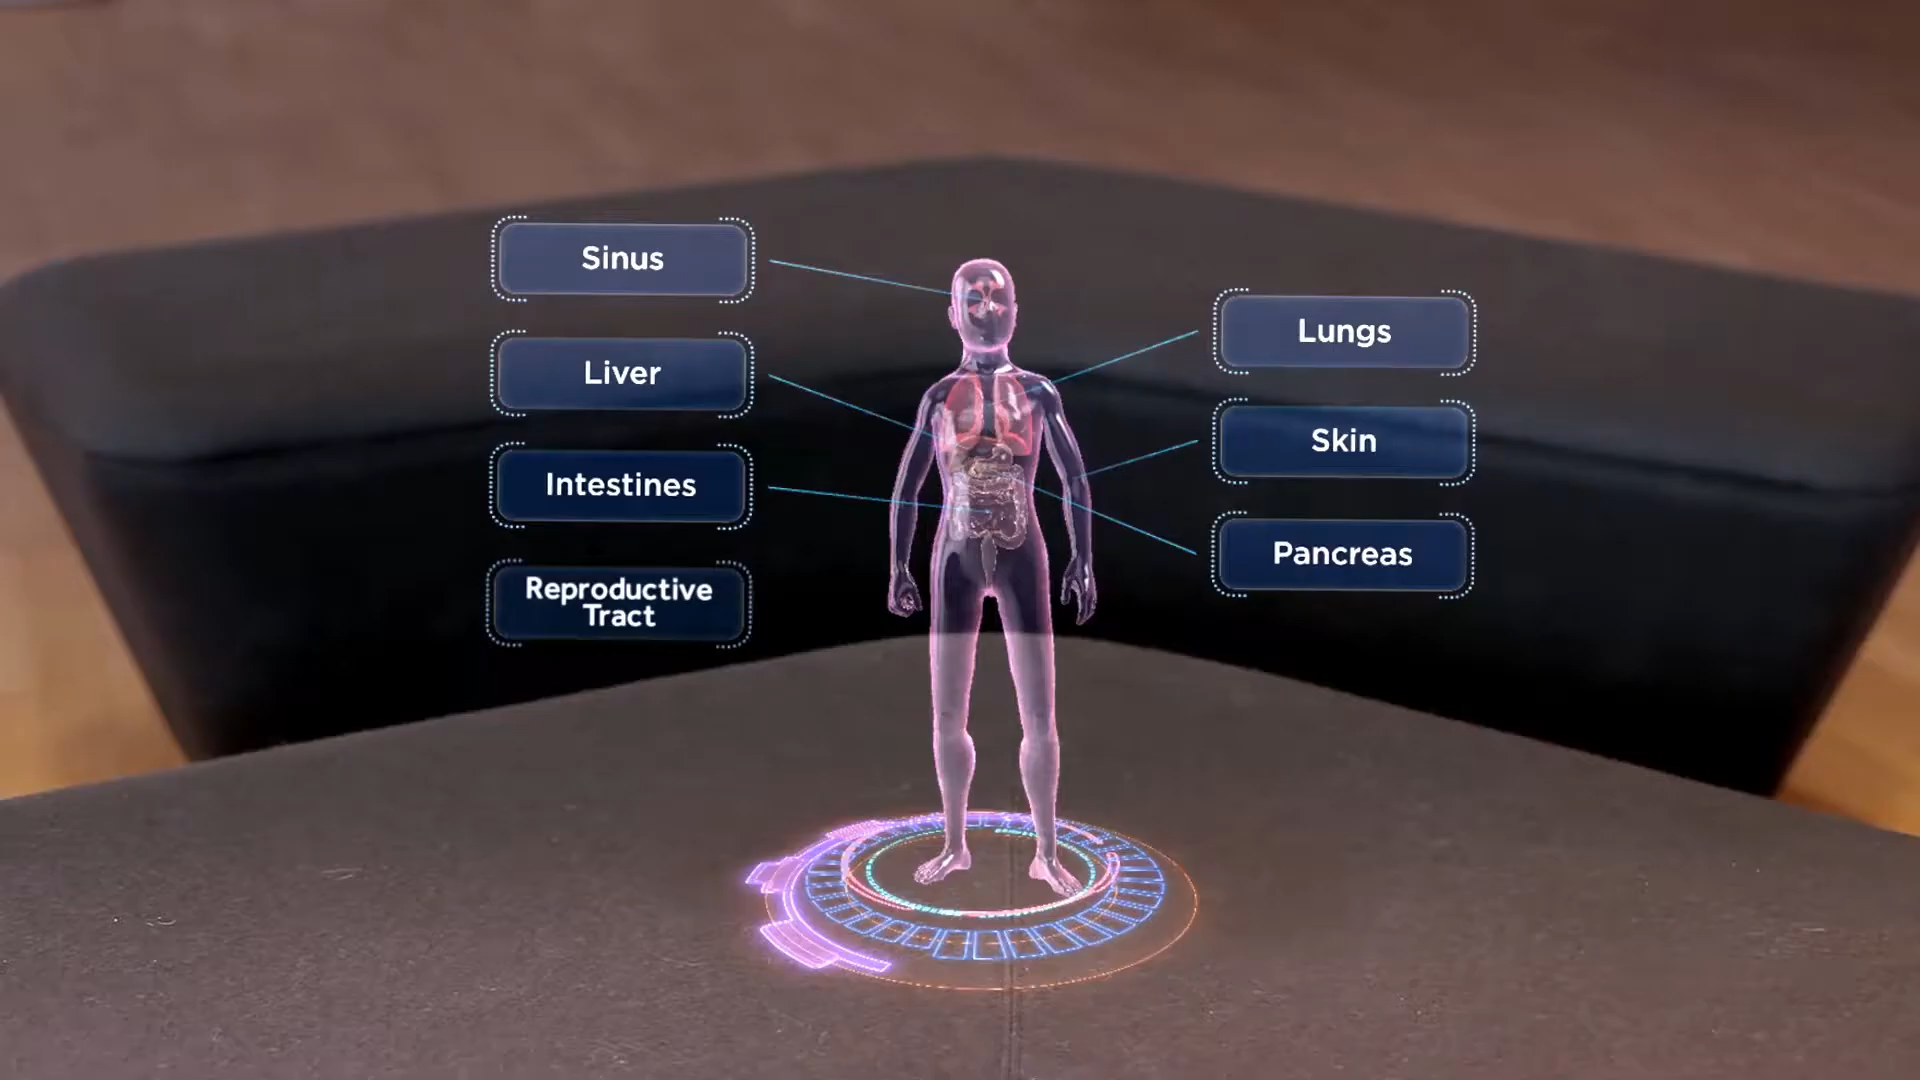 Sinus
Liver
Intestines
Reproductive
Tract
Lungs
Skin
Pancreas